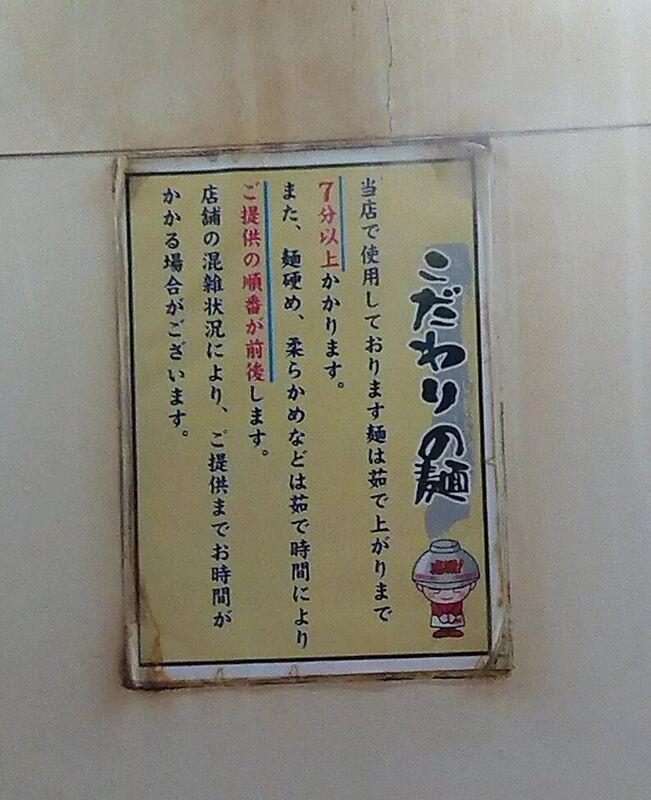 こだわりの麺
当店で使用しております麺は茹で上がりまで
7分以上かかります。
また、麺硬め、柔らかめなどは茹で時間により
ご提供の順番が前後します。
店舗の混雑状況により、ご提供までお時間が
かかる場合がございます。